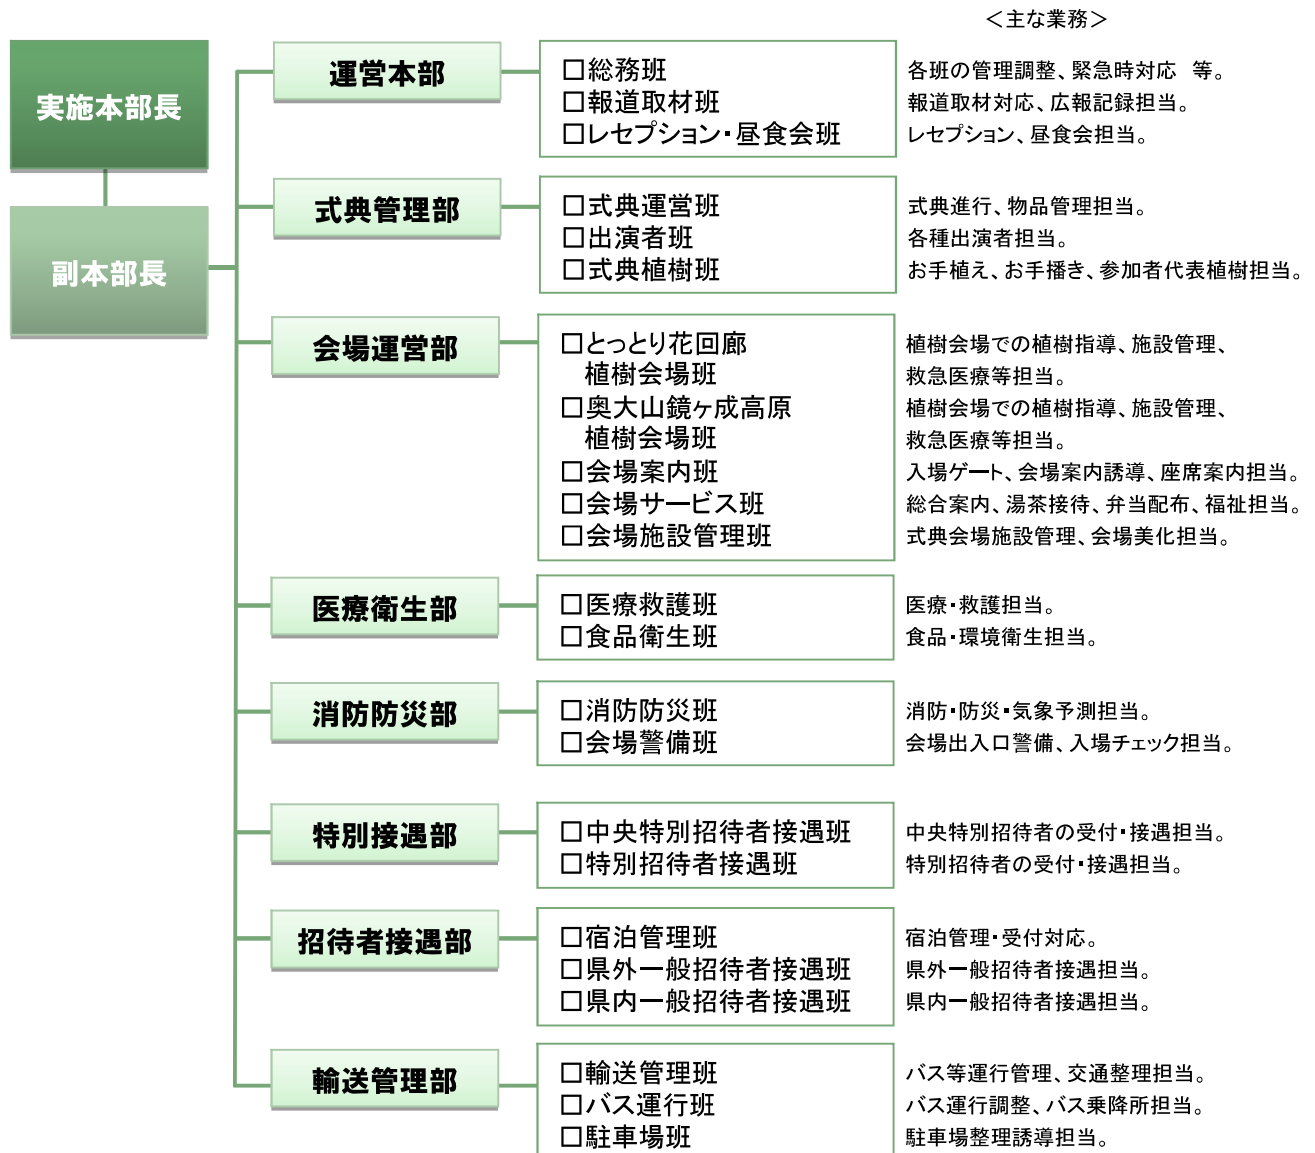 ＜主な業務＞
実施本部長
副本部長
運営本部
□総務班
各班の管理調整、緊急時対応　等。
□報道取材班
報道取材対応、広報記録担当。
□レセプション・昼食会班
レセプション、昼食会担当。
式典管理部
□式典運営班
式典進行、物品管理担当。
□出演者班
各種出演者担当。
□式典植樹班
お手植え、お手播き、参加者代表植樹担当。
会場運営部
□とっとり花回廊
植樹会場での植樹指導、施設管理、
植樹会場班
救急医療等担当。
□奥大山鏡ヶ成高原
植樹会場での植樹指導、施設管理、
植樹会場班
救急医療等担当。
□会場案内班
入場ゲート、会場案内誘導、座席案内担当。
□会場サービス班
総合案内、湯茶接待、弁当配布、福祉担当。
□会場施設管理班
式典会場施設管理、会場美化担当。
医療衛生部
□医療救護班
医療・救護担当。
□食品衛生班
食品・環境衛生担当。
消防防災部
□消防防災班
消防・防災・気象予測担当。
□会場警備班
会場出入口警備、入場チェック担当。
特別接遇部
□中央特別招待者接遇班
中央特別招待者の受付・接遇担当。
□特別招待者接遇班
特別招待者の受付・接遇担当。
招待者接遇部
□宿泊管理班
宿泊管理・受付対応。
□県外一般招待者接遇班
県外一般招待者接遇担当。
□県内一般招待者接遇班
県内一般招待者接遇担当。
輸送管理部
□輸送管理班
バス等運行管理、交通整理担当。
□バス運行班
バス運行調整、バス乗降所担当。
□駐車場班
駐車場整理誘導担当。